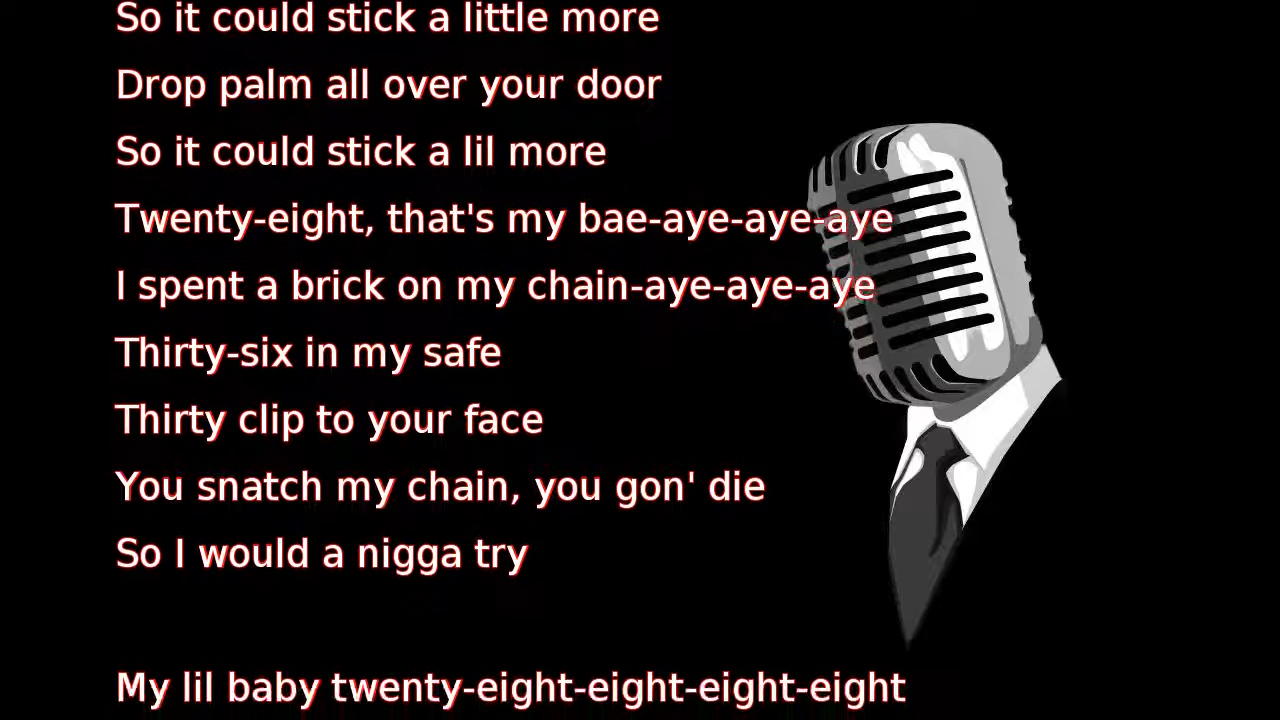 So it could stick a little more
Drop palm all over your door
So it could stick a lil more
Twenty-eight, that's my bae-aye-aye-aye
I spent a brick on my chain-aye-aye-aye
Thirty-six in my safe
Thirty clip to your face
You snatch my chain, you gon' die
So I would a nigga try
My lil baby twenty-eight-eight-eight-eight